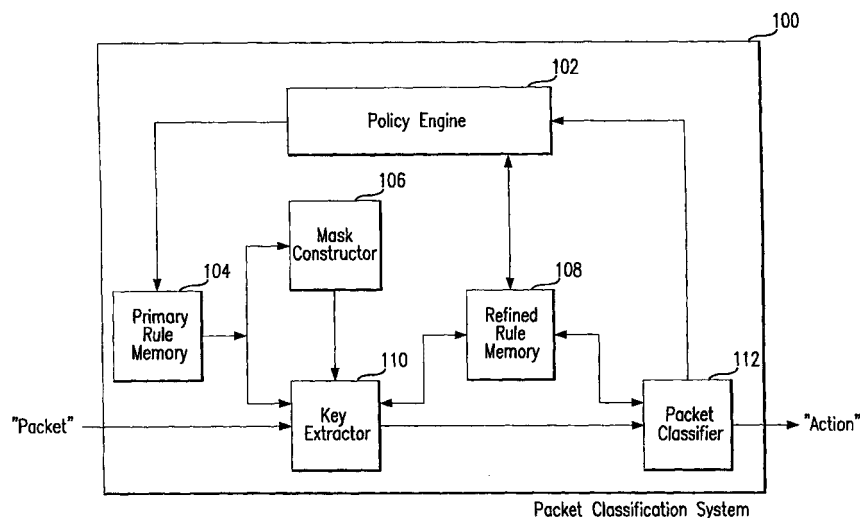 100
102
Policy Engine
106
Mask
Constructor
104
Primary
Rule
Memory
108
Refined
Rule
Memory
110
Key
Extractor
112
Packet
Classifier
"Packet"
"Action"
Packet Classification System